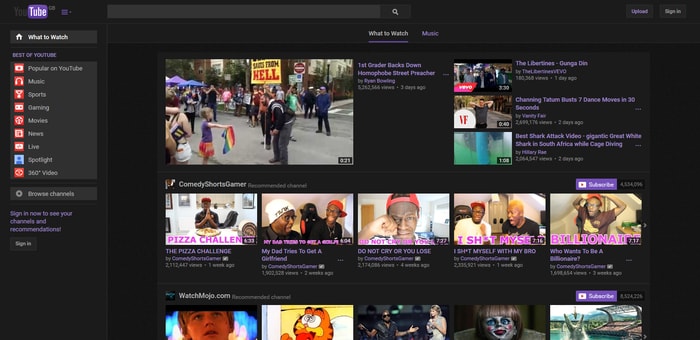 YouTube GB
Upload
Sign in
What to Watch
Music
What to Watch
BEST OF YOUTUBE
Popular on YouTube
Music
Sports
Gaming
Movies
News
Live
Spotlight
360° Video
Browse channels
Sign in now to see your
channels and
recommendations!
Sign in
SAVED FROM
HELL
0:21
1st Grader Backs Down
Homophobe Street Preacher
by Ryan Bowling
5,262,364 views • 3 days ago
vevo
3:30
The Libertines - Gunga Din
by TheLibertinesVEVO
180,368 views • 1 day ago
VF
0:40
Channing Tatum Busts 7 Dance Moves in 30
Seconds
by Vanity Fair
2,699,176 views • 2 days ago
1:08
Best Shark Attack Video - gigantic Great White
Shark in South Africa while Cage Diving
by Hillary Rae
2,064,547 views • 2 days ago
ComedyShortsGamer Recommended channel
Subscribe 4,534,096
PIZZA CHALLEN
6:33
THE PIZZA CHALLENGE
by ComedyShortsGamer
2,112,447 views • 1 week ago
MY DAD TRIES TO GET A GIRLFRI
6:04
My Dad Tries To Get A
Girlfriend
by ComedyShortsGamer
1,902,528 views • 2 weeks ago
DO NOT CRY OR YOU LOSE
7:27
DO NOT CRY OR YOU LOSE
by ComedyShortsGamer
2,174,086 views • 4 weeks ago
I SH*T MYSE
7:16
I SH*T MYSELF WITH MY BRO
by ComedyShortsGamer
2,335,921 views • 1 week ago
BILLIONAIRE
7:17
Who Wants To Be A
Billionaire?
by ComedyShortsGamer
1,698,654 views • 3 weeks ago
WatchMojo.com Recommended channel
Subscribe 8,524,226